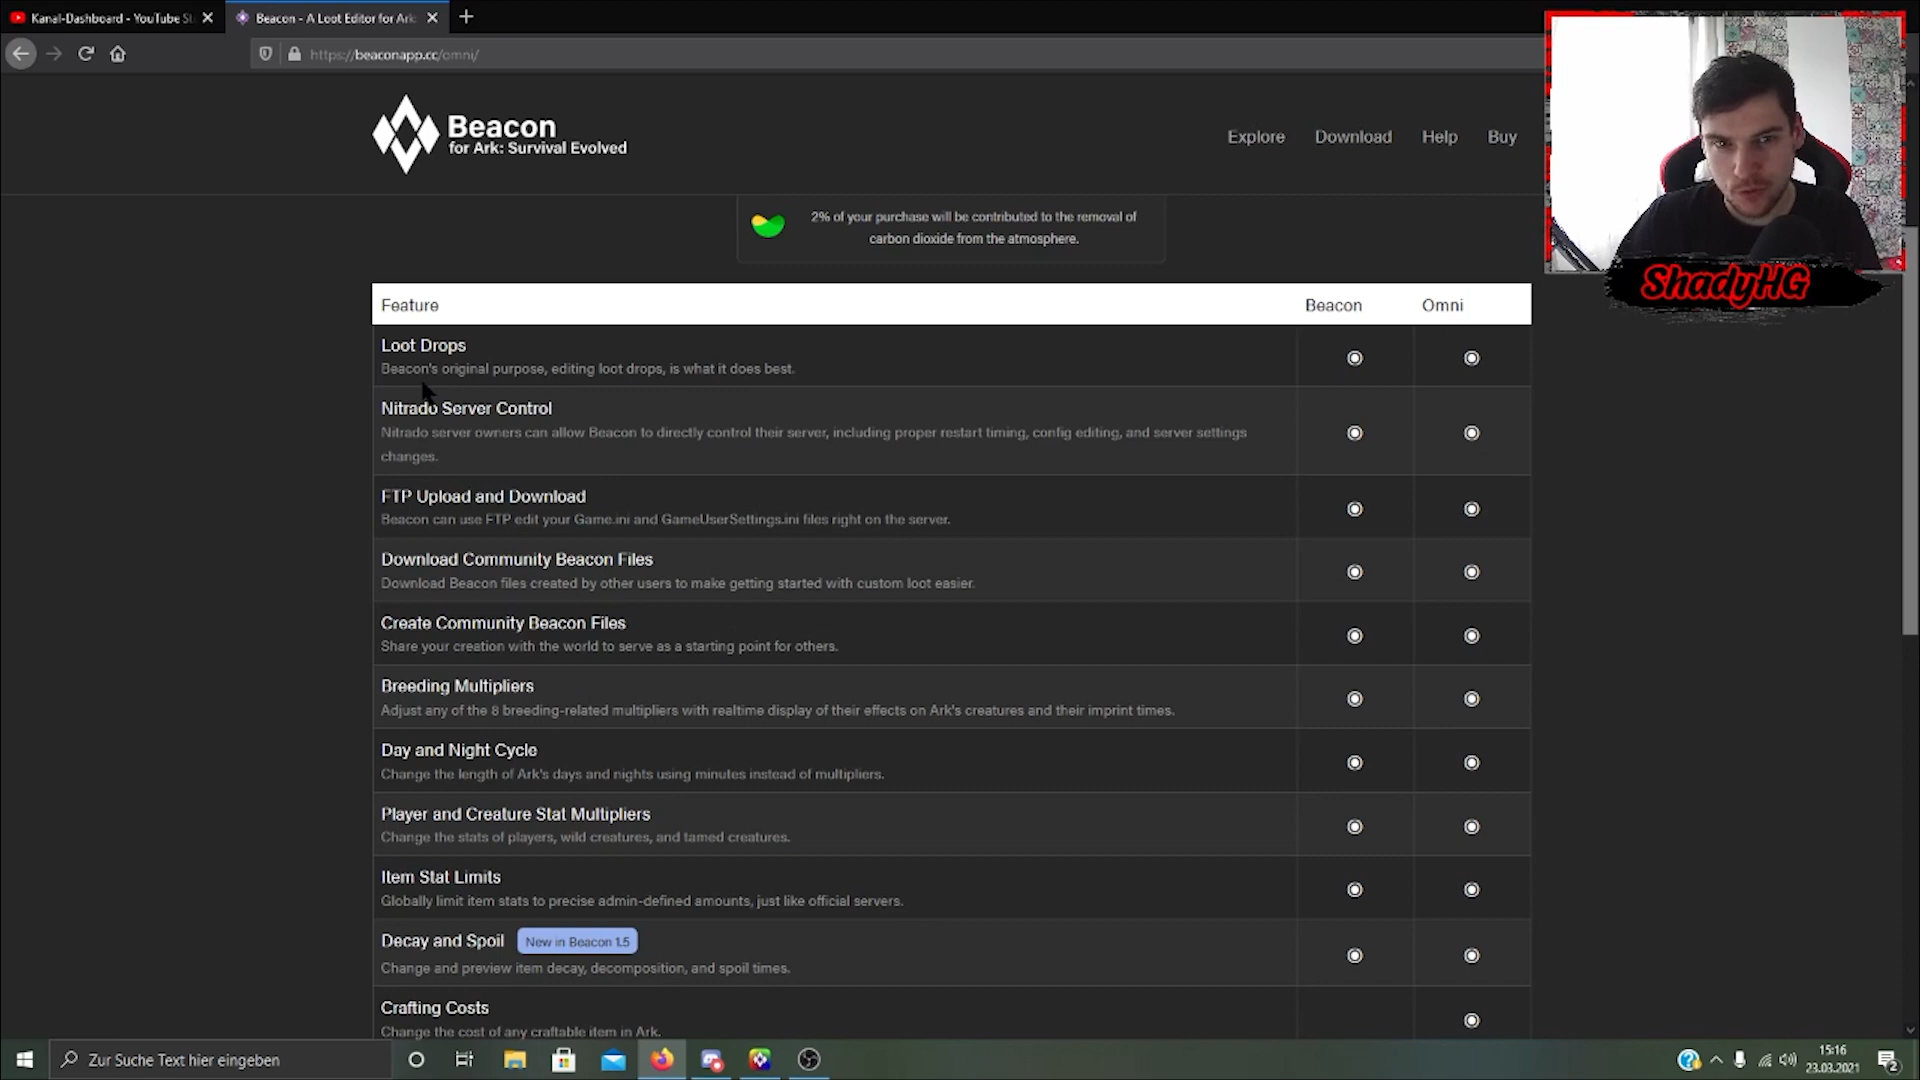 Kanal-Dashboard - YouTube St
Beacon - A Loot Editor for Ark:
https://beaconapp.cc/omni/
Beacon
for Ark: Survival Evolved
Explore
Download
Help
Buy
2% of your purchase will be contributed to the removal of
carbon dioxide from the atmosphere.
ShadyHG
Feature
Beacon
Omni
Loot Drops
Beacon's original purpose, editing loot drops, is what it does best.
Nitrado Server Control
Nitrado server owners can allow Beacon to directly control their server, including proper restart timing, config editing, and server settings
changes.
FTP Upload and Download
Beacon can use FTP edit your Game.ini and GameUserSettings.ini files right on the server.
Download Community Beacon Files
Download Beacon files created by other users to make getting started with custom loot easier.
Create Community Beacon Files
Share your creation with the world to serve as a starting point for others.
Breeding Multipliers
Adjust any of the 8 breeding-related multipliers with realtime display of their effects on Ark's creatures and their imprint times.
Day and Night Cycle
Change the length of Ark's days and nights using minutes instead of multipliers.
Player and Creature Stat Multipliers
Change the stats of players, wild creatures, and tamed creatures.
Item Stat Limits
Globally limit item stats to precise admin-defined amounts, just like official servers.
Decay and Spoil New in Beacon 1.5
Change and preview item decay, decomposition, and spoil times.
Crafting Costs
Change the cost of any craftable item in Ark.
Zur Suche Text hier eingeben
15:16
23.03.2021
2